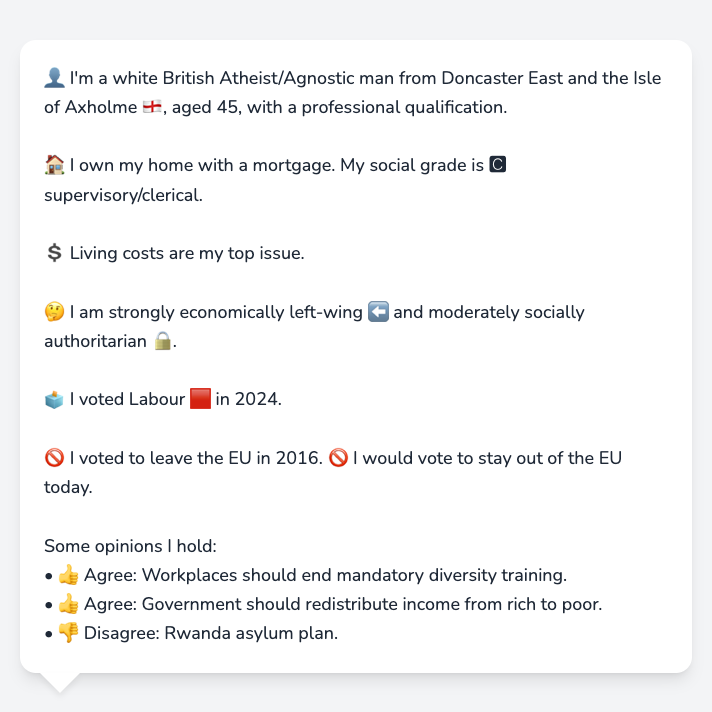 👤 I'm a white British Atheist/Agnostic man from Doncaster East and the Isle
of Axholme 🏴󠁧󠁢󠁥󠁮󠁧󠁿, aged 45, with a professional qualification.
🏠 I own my home with a mortgage. My social grade is 🅲
supervisory/clerical.
💲 Living costs are my top issue.
🤔 I am strongly economically left-wing ⬅️ and moderately socially
authoritarian 🔒.
🗳️ I voted Labour 🟥 in 2024.
🚫 I voted to leave the EU in 2016. 🚫 I would vote to stay out of the EU
today.
Some opinions I hold:
• 👍 Agree: Workplaces should end mandatory diversity training.
• 👍 Agree: Government should redistribute income from rich to poor.
• 👎 Disagree: Rwanda asylum plan.